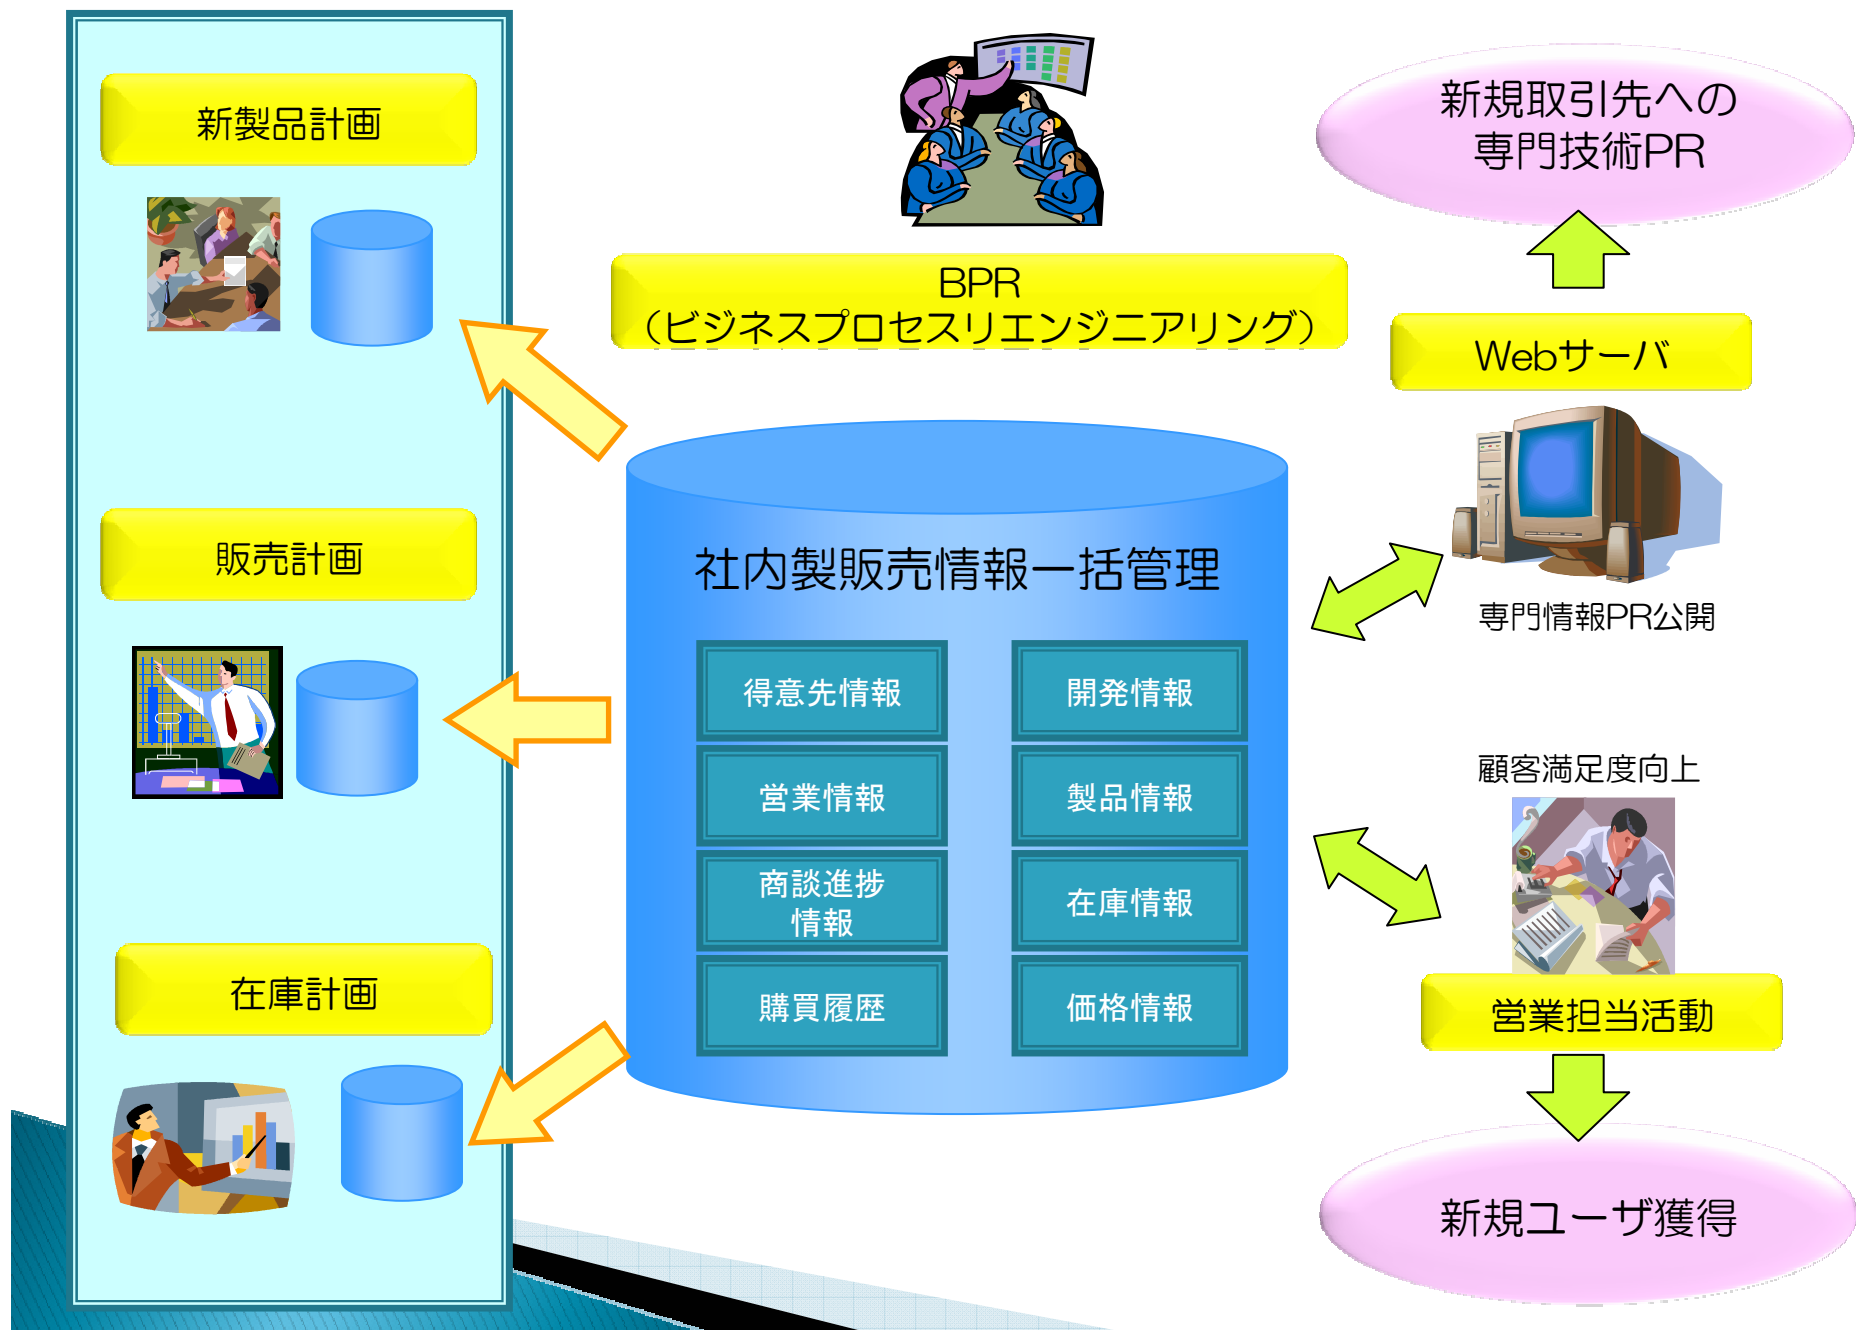 新製品計画
販売計画
在庫計画
BPR
（ビジネスプロセスリエンジニアリング）
社内製販売情報一括管理
得意先情報
開発情報
営業情報
製品情報
商談進捗
情報
在庫情報
購買履歴
価格情報
新規取引先への
専門技術PR
Webサーバ
専門情報PR公開
顧客満足度向上
営業担当活動
新規ユーザ獲得